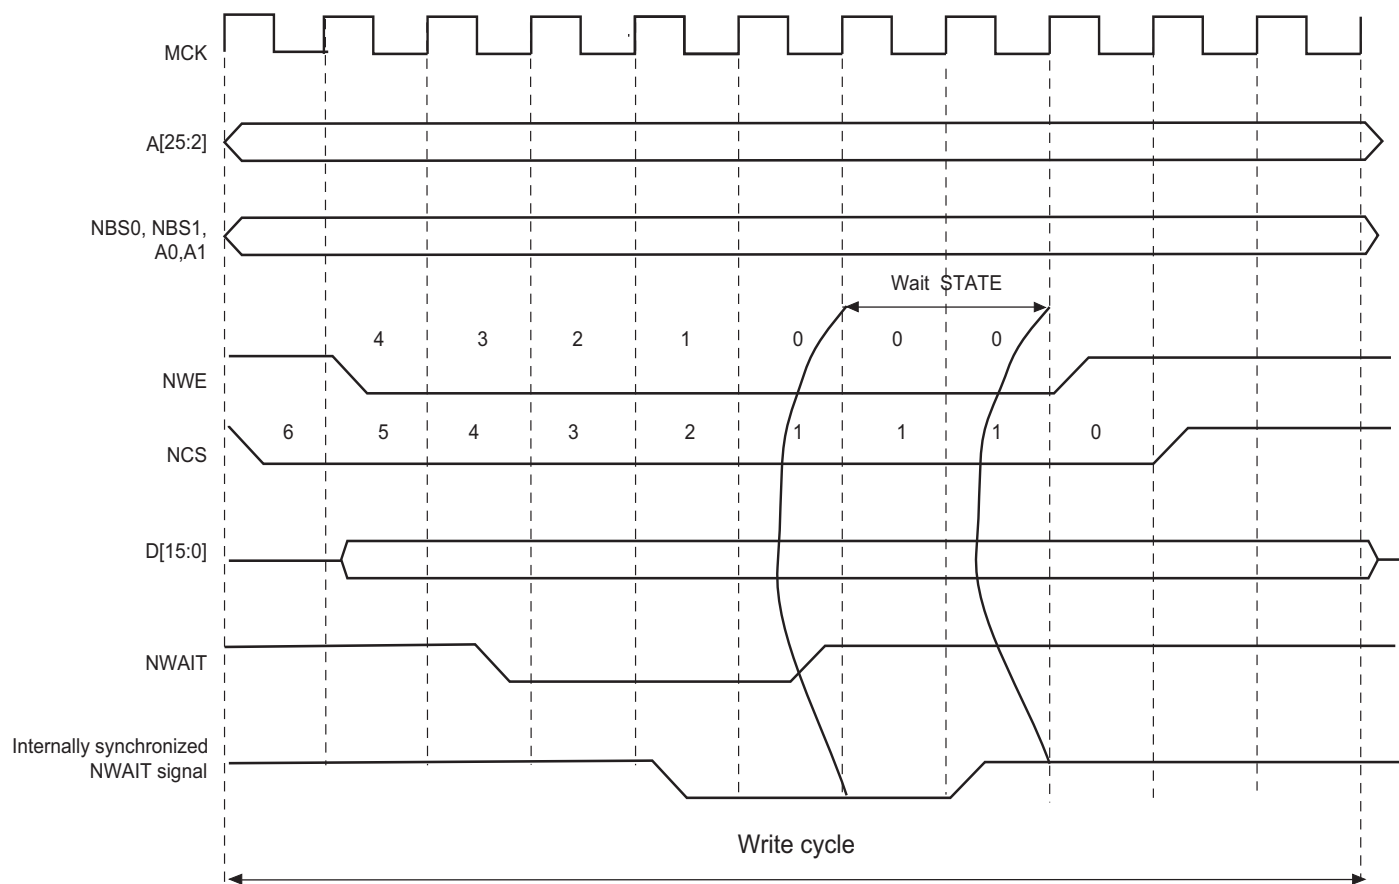 MCK
A[25:2]
NBS0, NBS1,
A0,A1
Wait STATE
4 3 2 1 0 0 0
NWE
6 5 4 3 2 1 1 1 0
NCS
D[15:0]
NWAIT
Internally synchronized
NWAIT signal
Write cycle